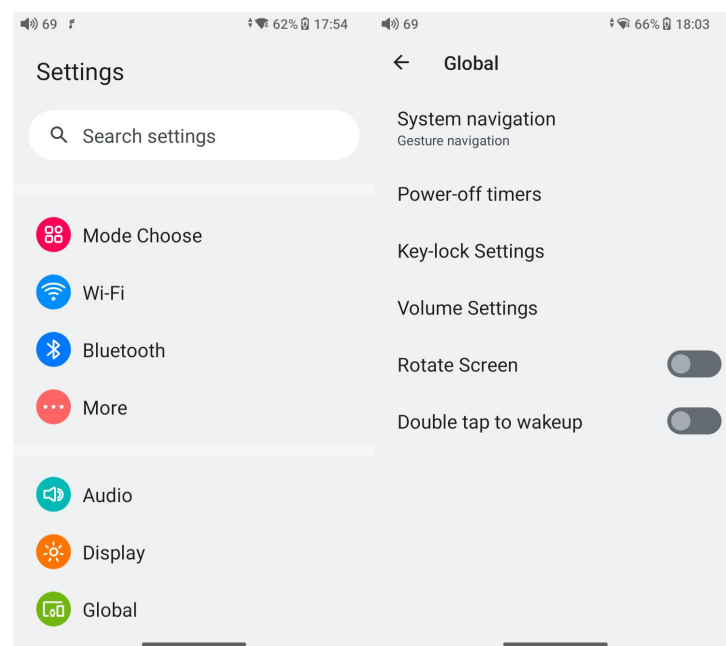 69
62% 17:54
Settings
Search settings
Mode Choose
Wi-Fi
Bluetooth
More
Audio
Display
Global
69
66% 18:03
Global
System navigation
Gesture navigation
Power-off timers
Key-lock Settings
Volume Settings
Rotate Screen
Double tap to wakeup